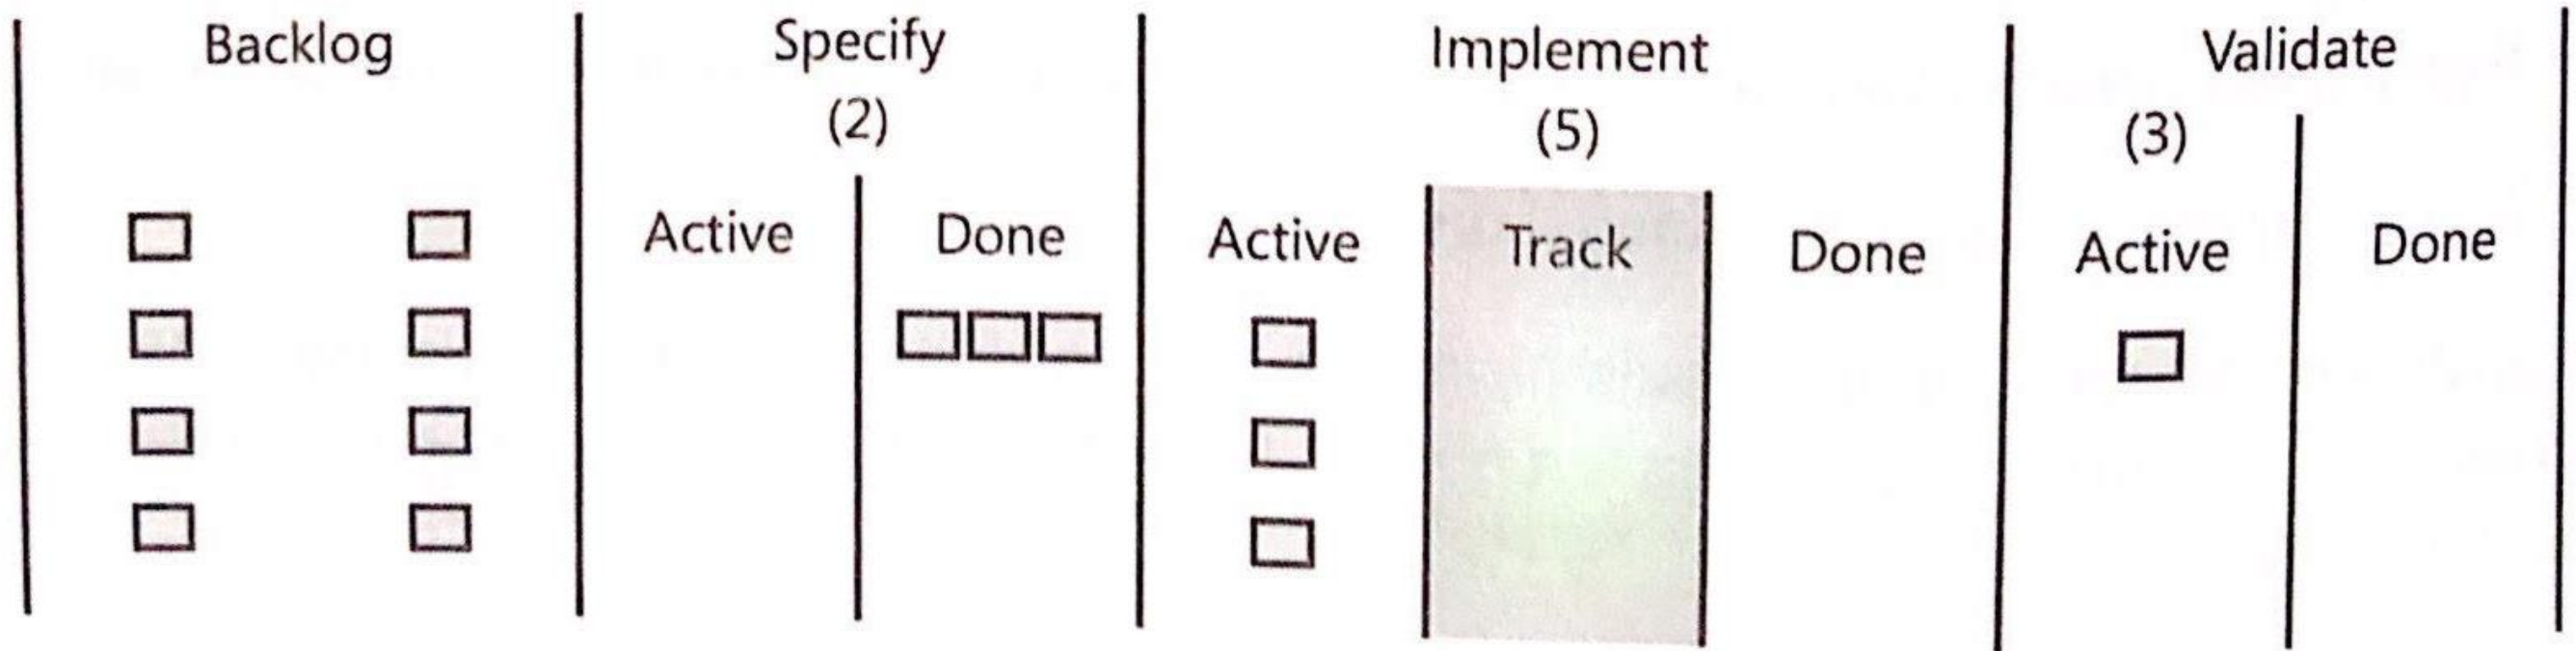 Backlog
Specify
(2)
Active
Done
Implement
(5)
Active
Track
Done
Validate
(3)
Active
Done